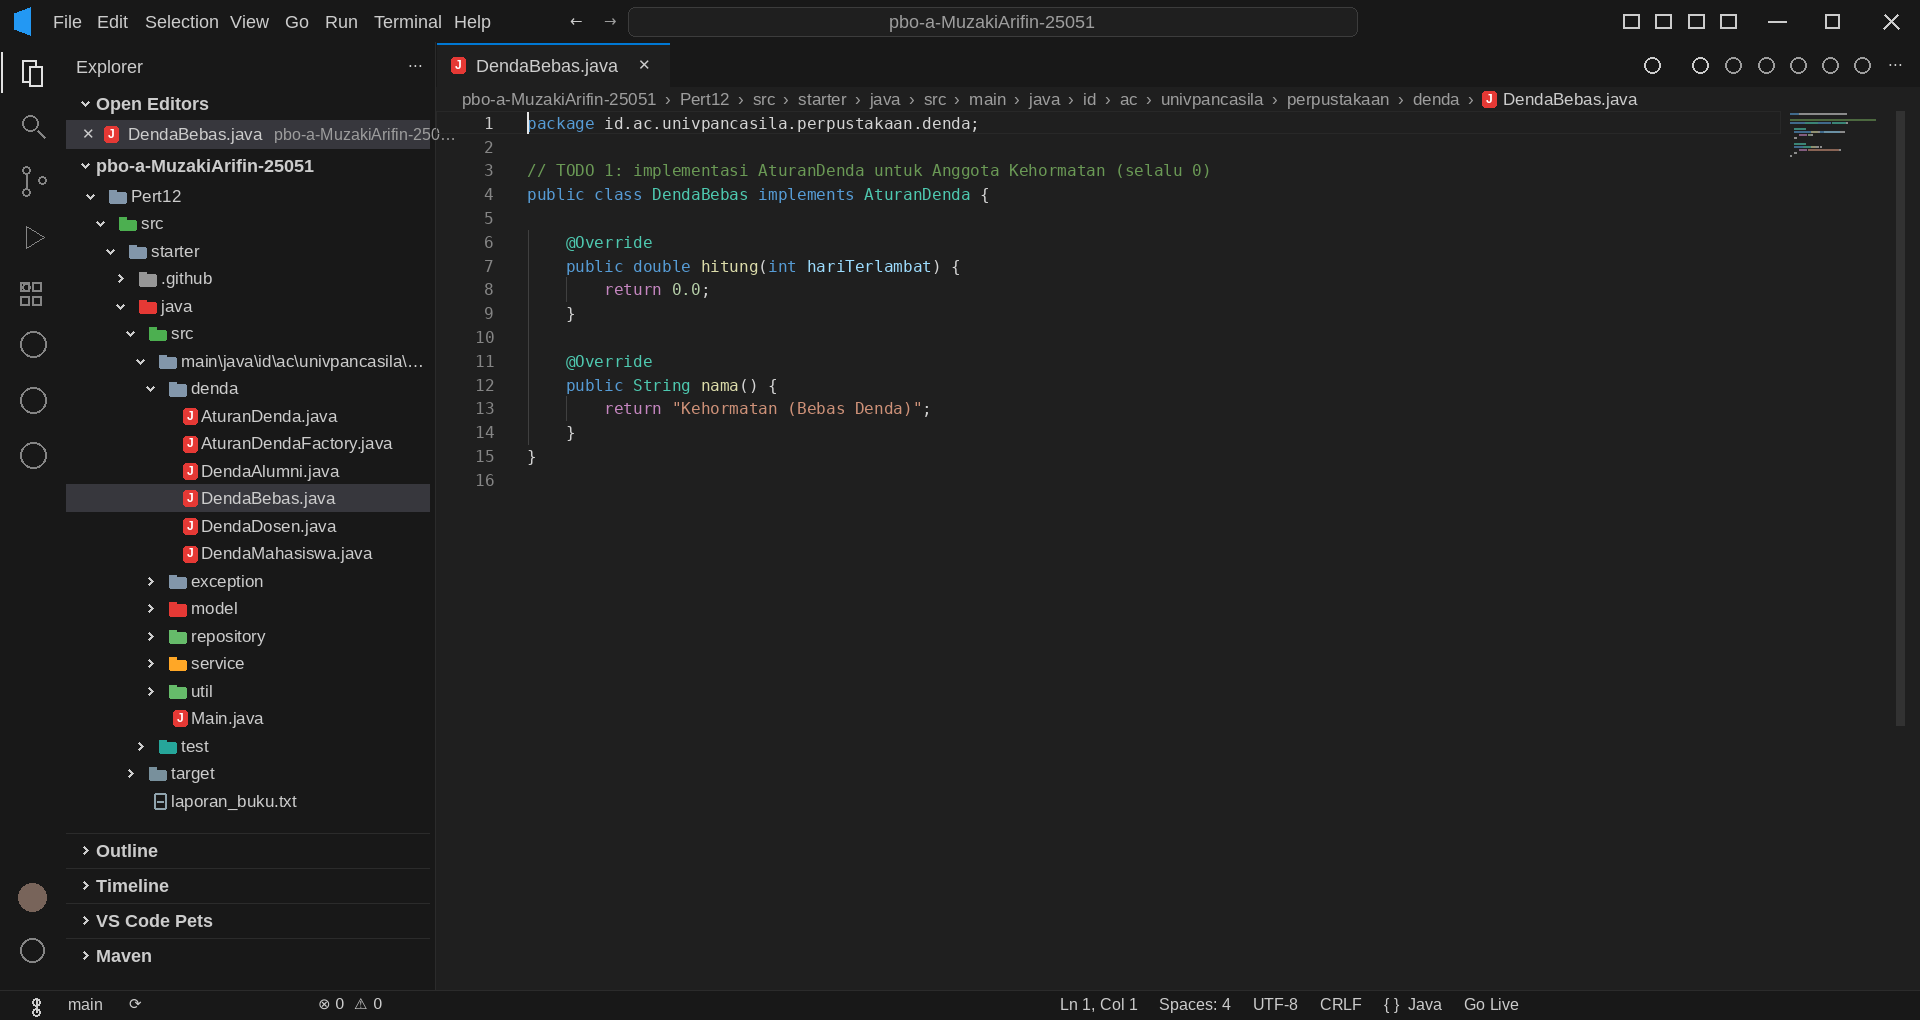 File Edit Selection View Go Run Terminal Help ← → pbo-a-MuzakiArifin-25051
Explorer ···
Open Editors
× J DendaBebas.java pbo-a-MuzakiArifin-250...
pbo-a-MuzakiArifin-25051
Pert12
src
starter
.github
java
src
main\java\id\ac\univpancasila\...
denda
J AturanDenda.java
J AturanDendaFactory.java
J DendaAlumni.java
J DendaBebas.java
J DendaDosen.java
J DendaMahasiswa.java
exception
model
repository
service
util
J Main.java
test
target
laporan_buku.txt
Outline
Timeline
VS Code Pets
Maven
J DendaBebas.java × ···
pbo-a-MuzakiArifin-25051 › Pert12 › src › starter › java › src › main › java › id › ac › univpancasila › perpustakaan › denda › J DendaBebas.java
1 package id.ac.univpancasila.perpustakaan.denda;
2
3 // TODO 1: implementasi AturanDenda untuk Anggota Kehormatan (selalu 0)
4 public class DendaBebas implements AturanDenda {
5
6 @Override
7 public double hitung(int hariTerlambat) {
8 return 0.0;
9 }
10
11 @Override
12 public String nama() {
13 return "Kehormatan (Bebas Denda)";
14 }
15 }
16
main ⟳ ⊗ 0 ⚠ 0 Ln 1, Col 1 Spaces: 4 UTF-8 CRLF { } Java Go Live